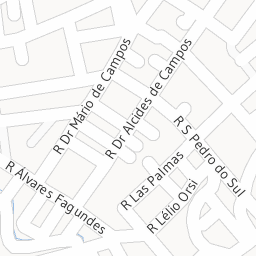 R Dr Mário de Campos
R Dr Alcides de Campos
R S Pedro do Sul
R Álvares Fagundes
R Las Palmas
R Lélio Orsi